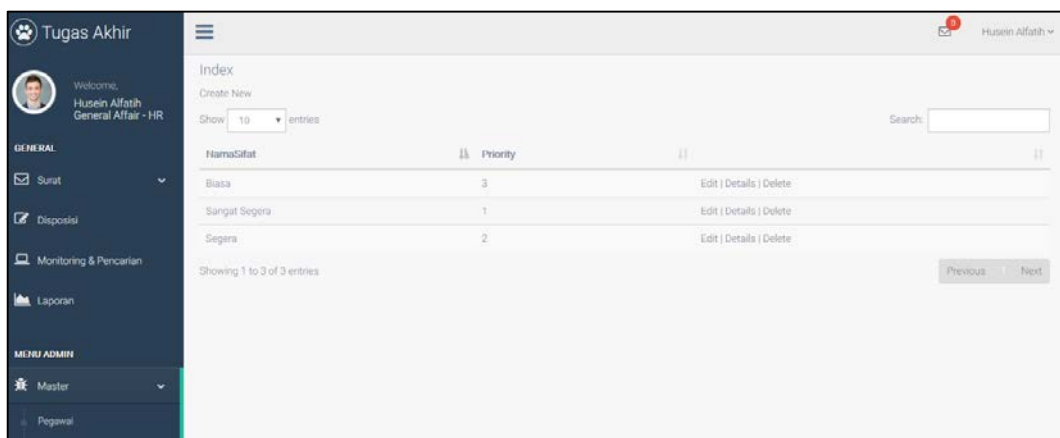 Tugas Akhir
0
Husein Alfatih
Welcome,
Husein Alfatih
General Affair - HR
GENERAL
Surat
Disposisi
Monitoring & Pencarian
Laporan
MENU ADMIN
Master
Pegawai
Index
Create New
Show 10 entries
Search:
NamaSifat Priority
Biasa 3 Edit | Details | Delete
Sangat Segera 1 Edit | Details | Delete
Segera 2 Edit | Details | Delete
Showing 1 to 3 of 3 entries
Previous 1 Next